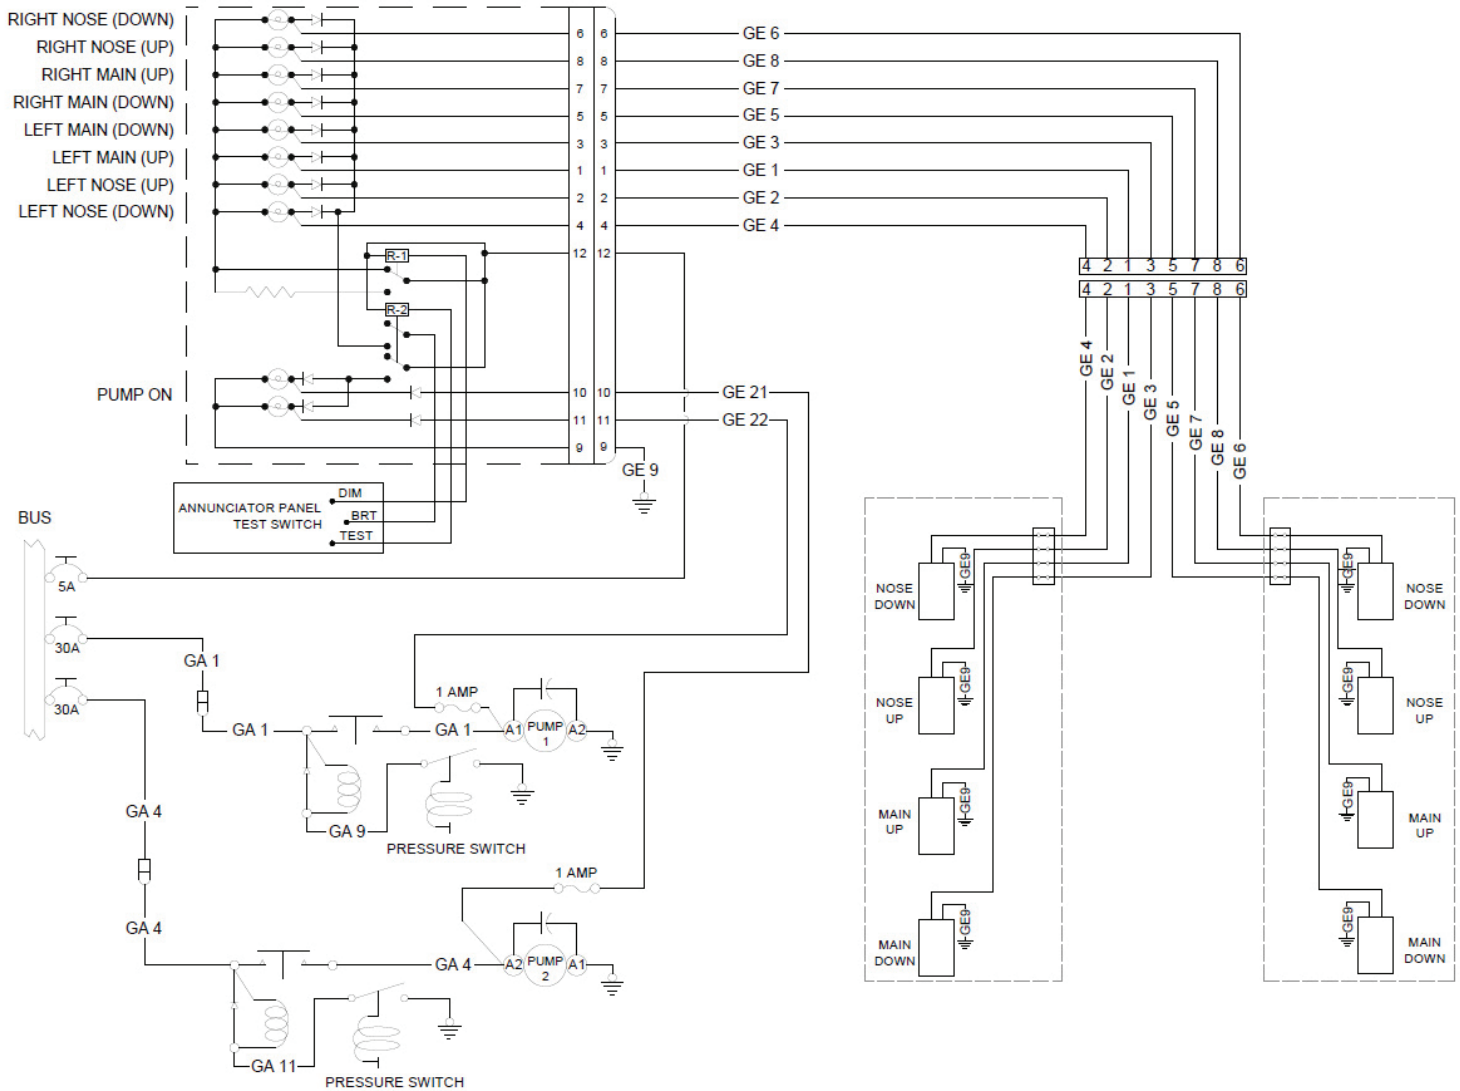 RIGHT NOSE (DOWN)
RIGHT NOSE (UP)
RIGHT MAIN (UP)
RIGHT MAIN (DOWN)
LEFT MAIN (DOWN)
LEFT MAIN (UP)
LEFT NOSE (UP)
LEFT NOSE (DOWN)
PUMP ON
6 6 GE 6
8 8 GE 8
7 7 GE 7
5 5 GE 5
3 3 GE 3
1 1 GE 1
2 2 GE 2
4 4 GE 4
12 12
10 10 GE 21
11 11 GE 22
9 9
GE 9
R-1
R-2
4 2 1 3 5 7 8 6
4 2 1 3 5 7 8 6
GE 4
GE 2
GE 1
GE 3
GE 5
GE 7
GE 8
GE 6
ANNUNCIATOR PANEL
TEST SWITCH
DIM
BRT
TEST
BUS
5A
30A
30A
GA 1
GA 1
GA 1
1 AMP
A1 PUMP 1 A2
GA 9
PRESSURE SWITCH
GA 4
GA 4
GA 4
1 AMP
A2 PUMP 2 A1
GA 11
PRESSURE SWITCH
NOSE
DOWN
GE9
NOSE
UP
GE9
MAIN
UP
GE9
MAIN
DOWN
GE9
GE9
NOSE
DOWN
GE9
NOSE
UP
GE9
MAIN
UP
GE9
MAIN
DOWN